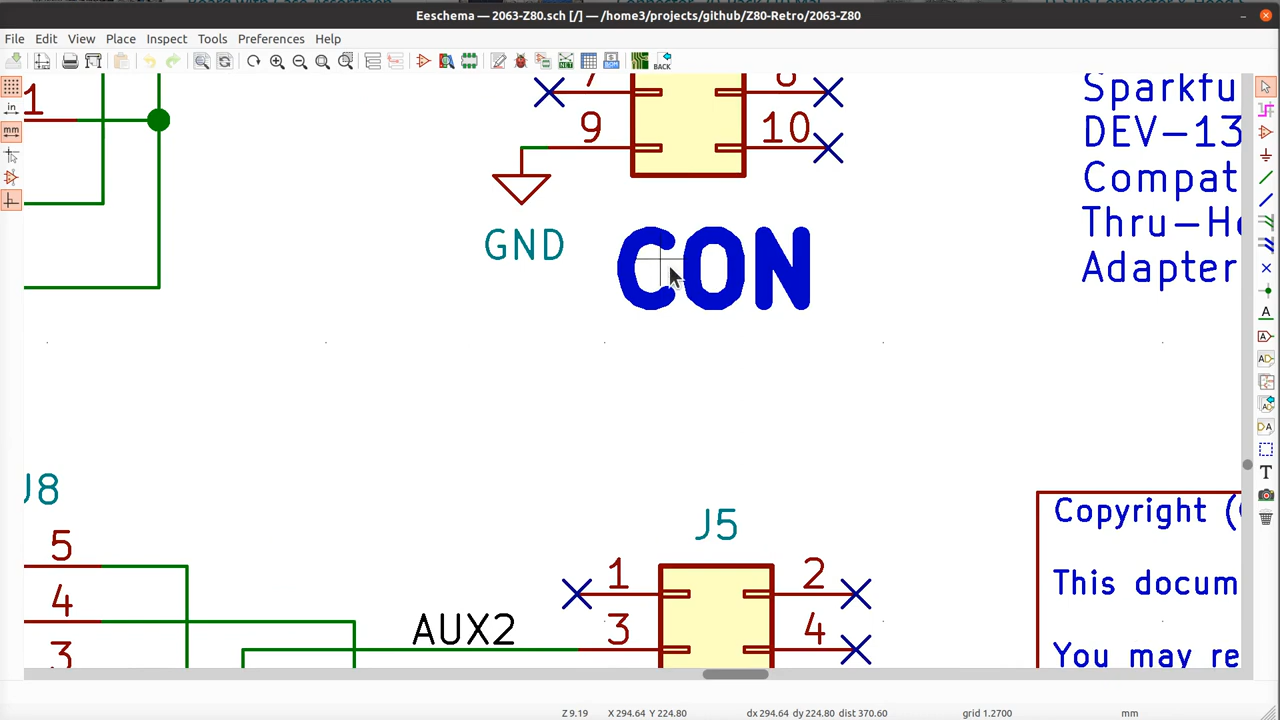 Eeschema — 2063-Z80.sch [/] — /home3/projects/github/Z80-Retro/2063-Z80
File Edit View Place Inspect Tools Preferences Help
BACK
in
mm
1
7
8
9
10
GND
CON
Sparkfu
DEV-13
Compat
Thru-Ho
Adapter
J8
5
4
3
AUX2
J5
1
2
3
4
Copyright (
This docum
You may re
Z 9.19 X 294.64 Y 224.80 dx 294.64 dy 224.80 dist 370.60 grid 1.2700 mm